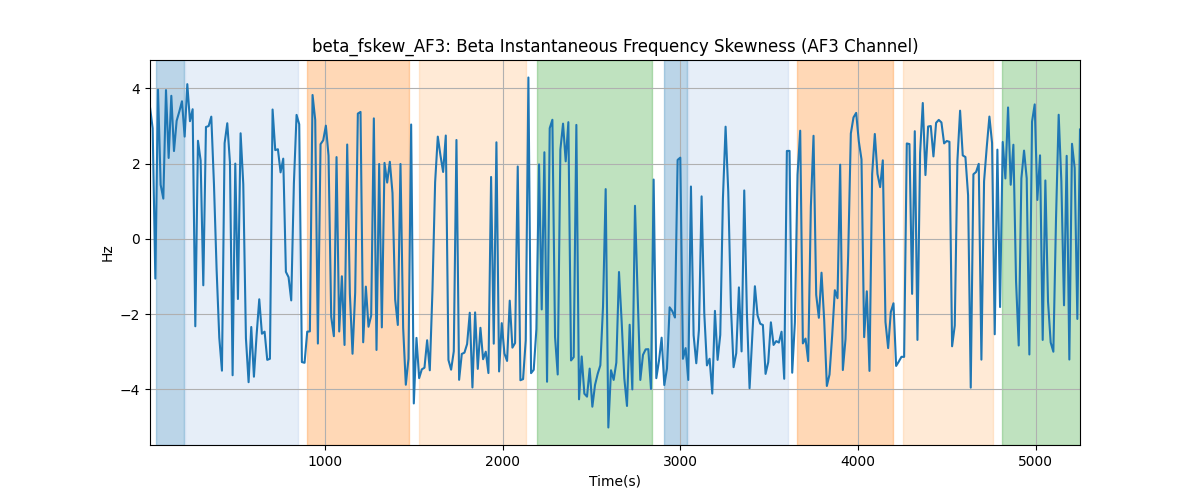 beta_fskew_AF3: Beta Instantaneous Frequency Skewness (AF3 Channel)
4
2
0
−2
−4
Hz
1000 2000 3000 4000 5000
Time(s)